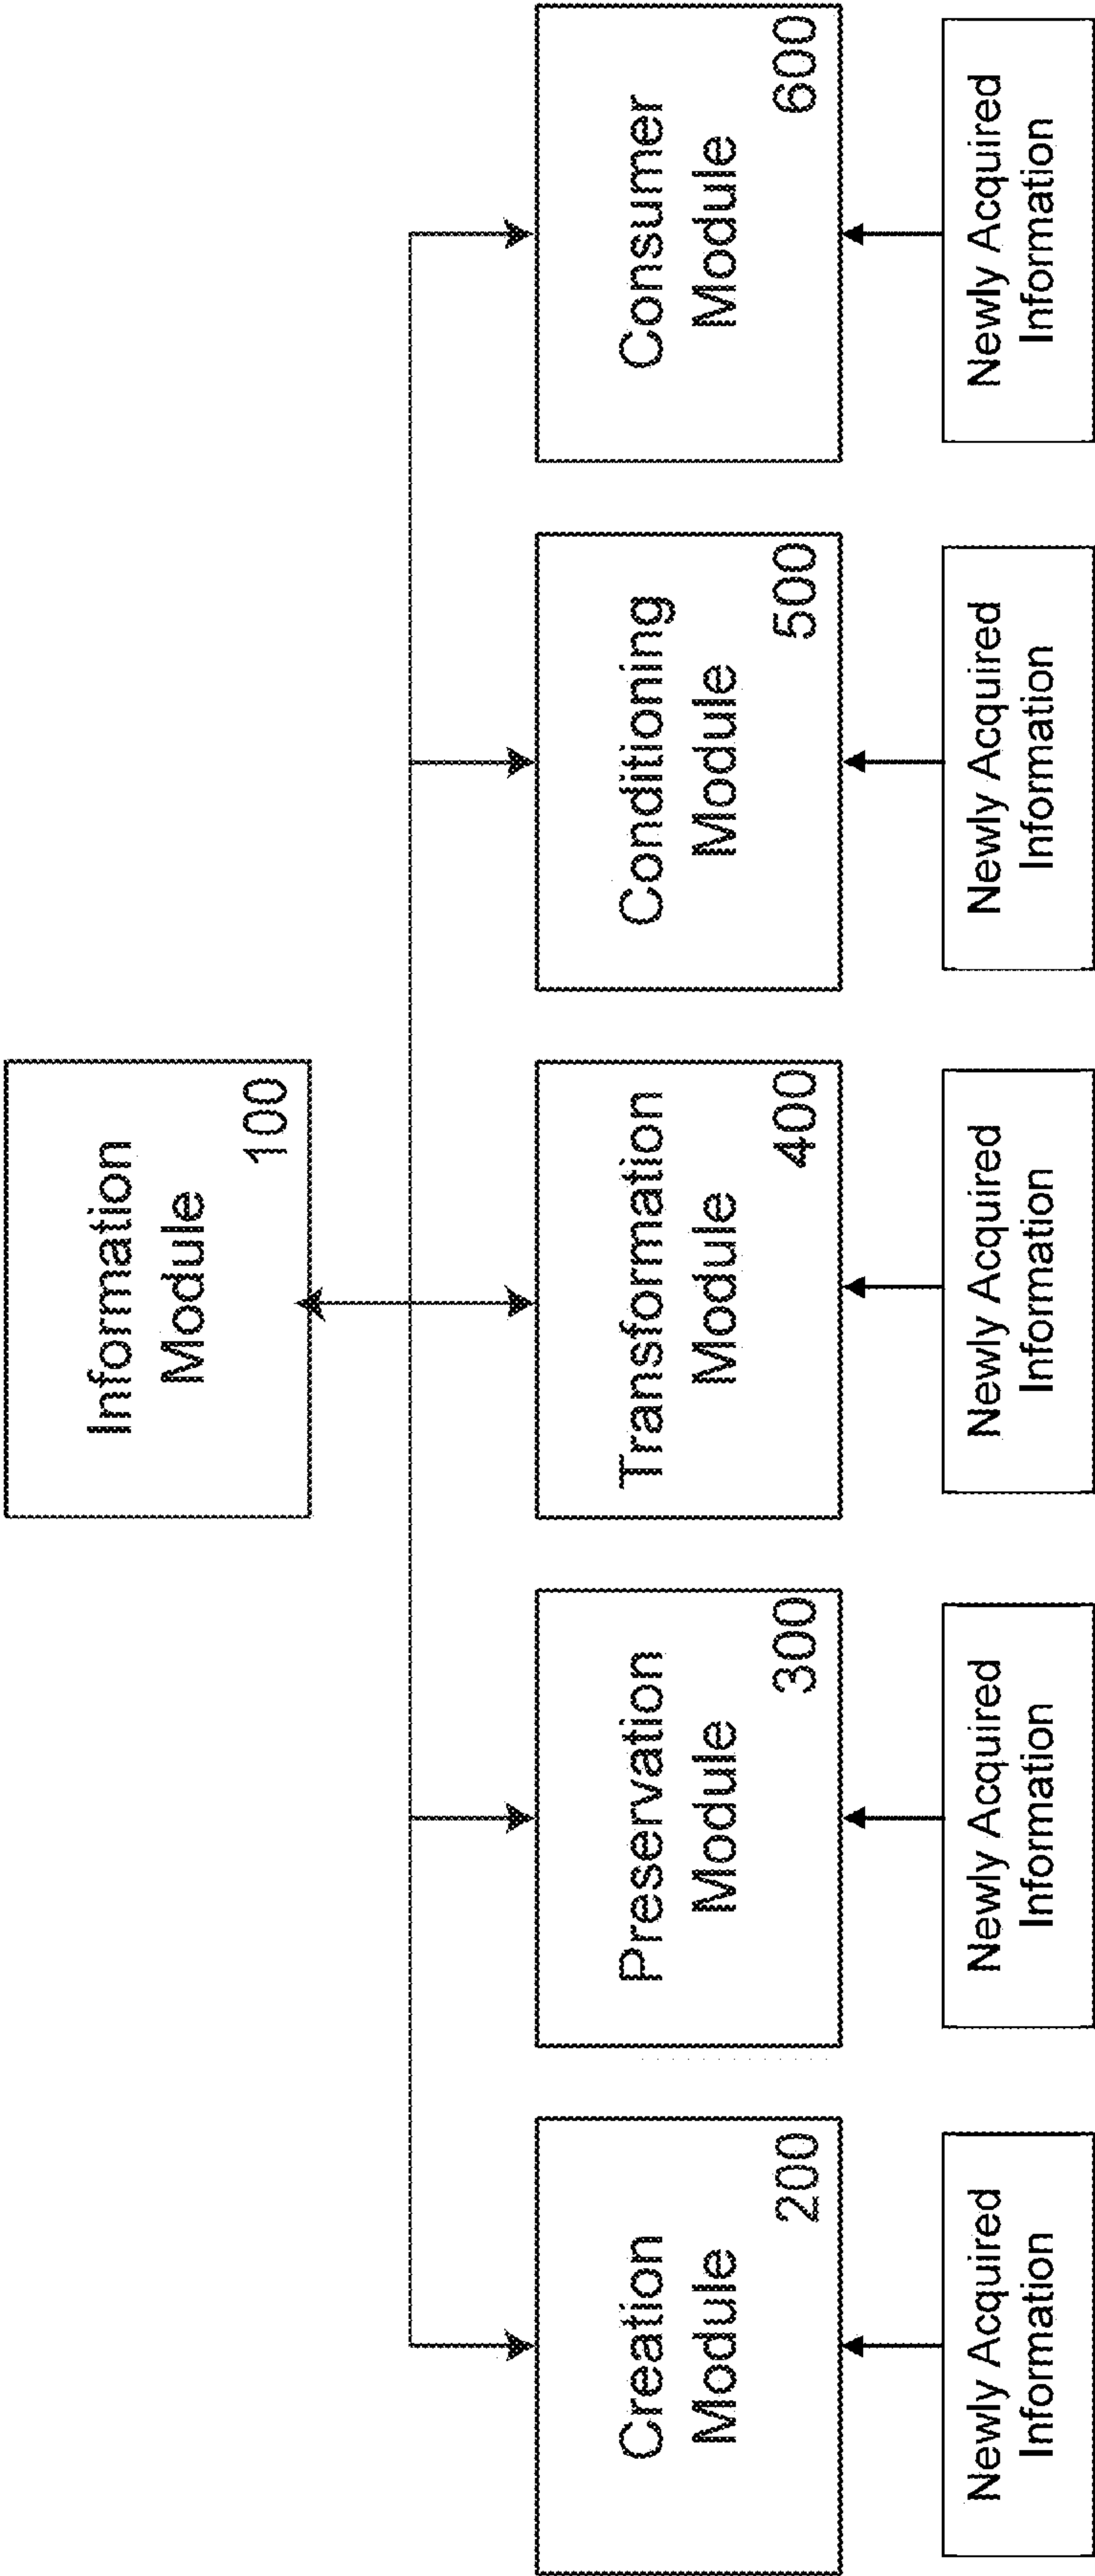 Information
Module
100
Creation
Module
200
Preservation
Module
300
Transformation
Module
400
Conditioning
Module
500
Consumer
Module
600
Newly Acquired
Information
Newly Acquired
Information
Newly Acquired
Information
Newly Acquired
Information
Newly Acquired
Information